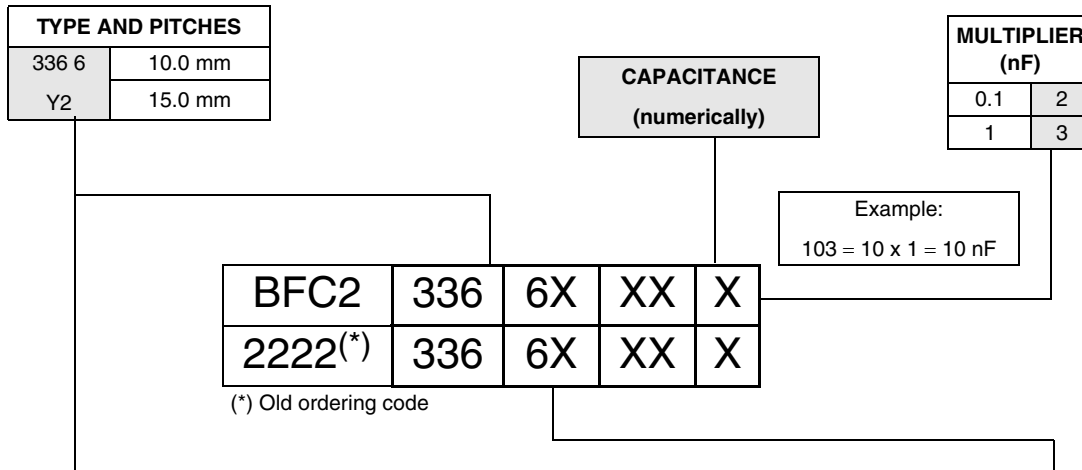 TYPE AND PITCHES
336 6 10.0 mm
Y2 15.0 mm
CAPACITANCE
(numerically)
MULTIPLIER
(nF)
0.1 2
1 3
Example:
103 = 10 x 1 = 10 nF
BFC2 336 6X XX X
2222(*) 336 6X XX X
(*) Old ordering code